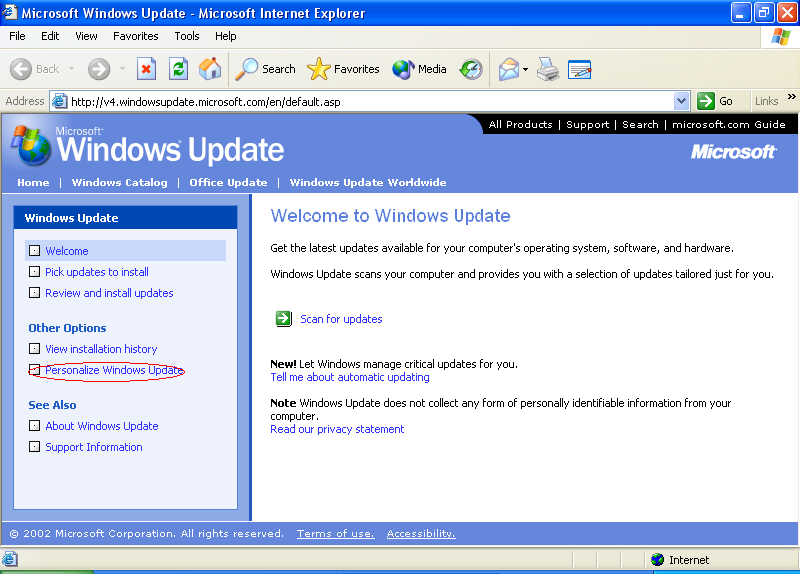 Microsoft Windows Update - Microsoft Internet Explorer
File Edit View Favorites Tools Help
Back Search Favorites Media
Address http://v4.windowsupdate.microsoft.com/en/default.asp Go Links »
All Products | Support | Search | microsoft.com Guide
Microsoft
Windows Update
Microsoft
Home | Windows Catalog | Office Update | Windows Update Worldwide
Windows Update
Welcome
Pick updates to install
Review and install updates
Other Options
View installation history
Personalize Windows Update
See Also
About Windows Update
Support Information
Welcome to Windows Update
Get the latest updates available for your computer's operating system, software, and hardware.
Windows Update scans your computer and provides you with a selection of updates tailored just for you.
Scan for updates
New! Let Windows manage critical updates for you.
Tell me about automatic updating
Note Windows Update does not collect any form of personally identifiable information from your
computer.
Read our privacy statement
© 2002 Microsoft Corporation. All rights reserved. Terms of use. Accessibility.
Internet